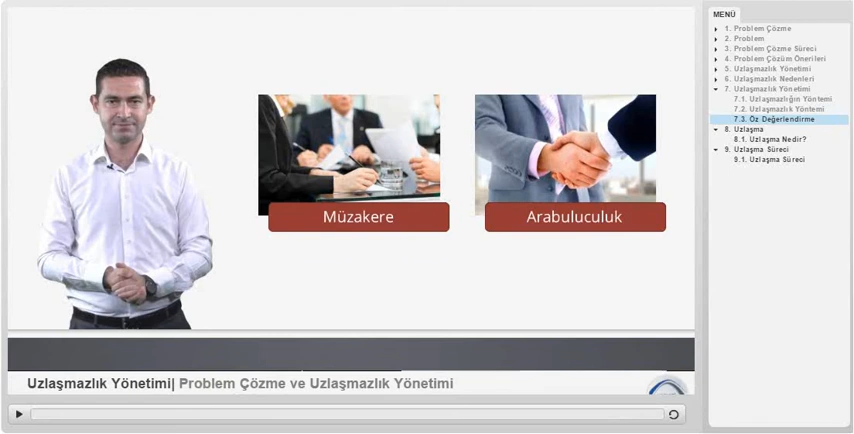 Müzakere
Arabuluculuk
Uzlaşmazlık Yönetimi| Problem Çözme ve Uzlaşmazlık Yönetimi
MENÜ
1. Problem Çözme
2. Problem
3. Problem Çözme Süreci
4. Problem Çözüm Önerileri
5. Uzlaşmazlık Yönetimi
6. Uzlaşmazlık Nedenleri
7. Uzlaşmazlık Yönetimi
7.1. Uzlaşmazlığın Yöntemi
7.2. Uzlaşmazlık Yöntemi
7.3. Öz Değerlendirme
8. Uzlaşma
8.1. Uzlaşma Nedir?
9. Uzlaşma Süreci
9.1. Uzlaşma Süreci